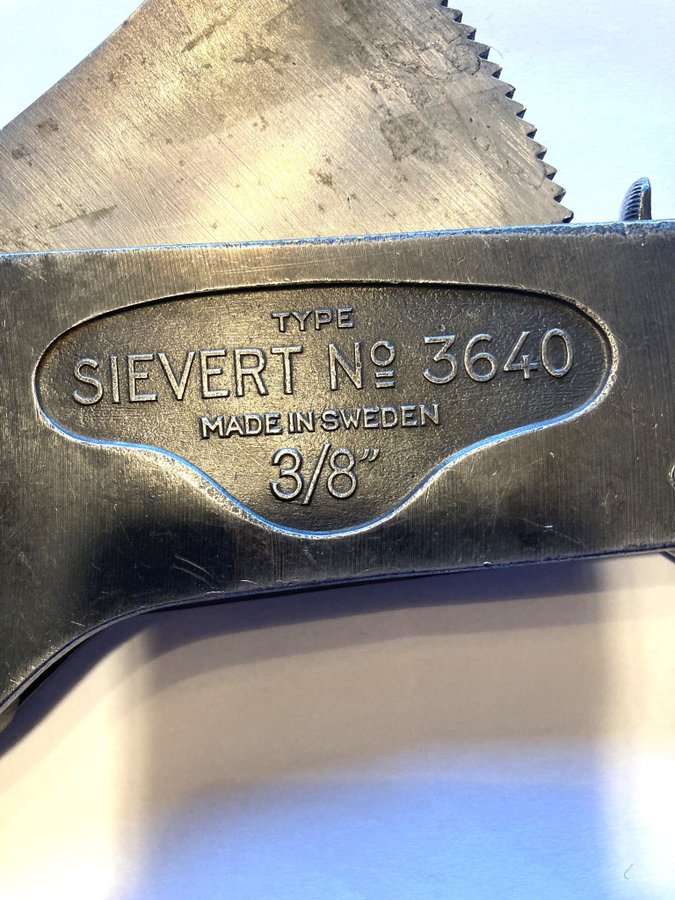 TYPE
SIEVERT Nº 3640
MADE IN SWEDEN
3/8"